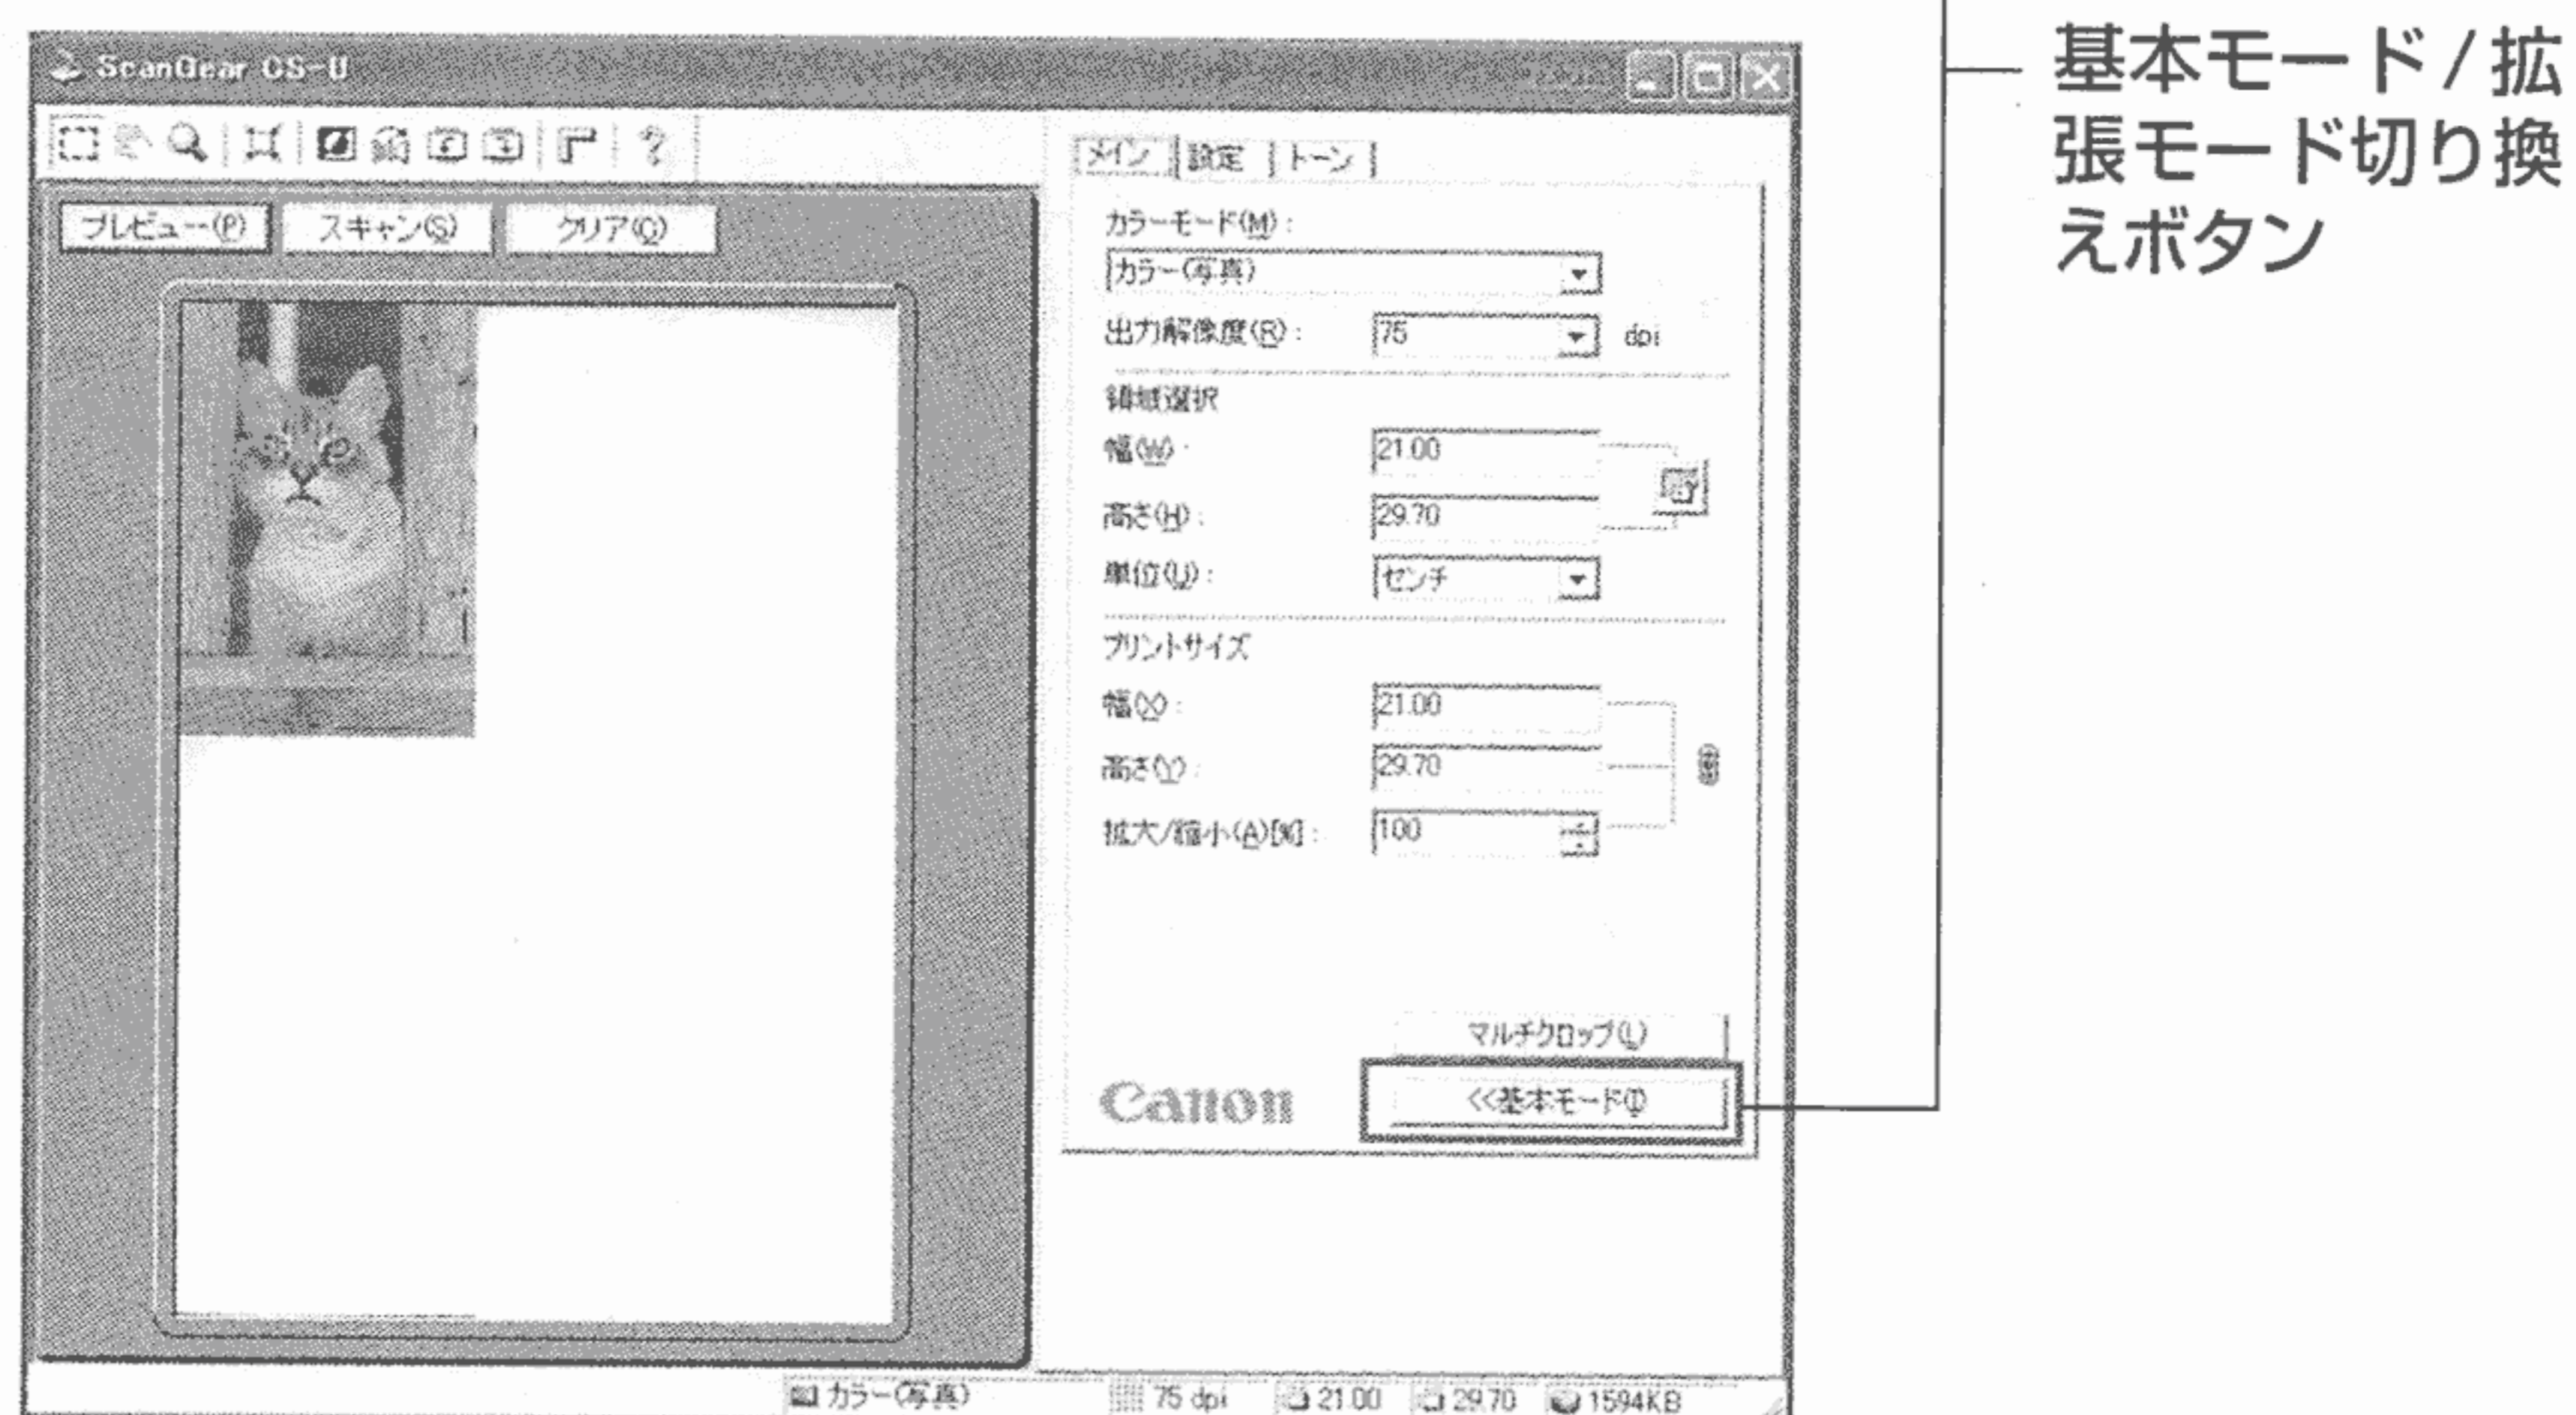 ScanGear CS-U
プレビュー(P) スキャン(S) クリア(C)
メイン 設定 トーン
カラーモード(M):
カラー(写真)
出力解像度(R): 75 dpi
領域選択
幅(W): 21.00
高さ(H): 29.70
単位(U): センチ
プリントサイズ
幅(X): 21.00
高さ(Y): 29.70
拡大/縮小(A)[%]: 100
マルチクロップ(L)
Canon
<<基本モード(I)
カラー(写真) 75 dpi 21.00 29.70 1594KB
基本モード/拡
張モード切り換
えボタン